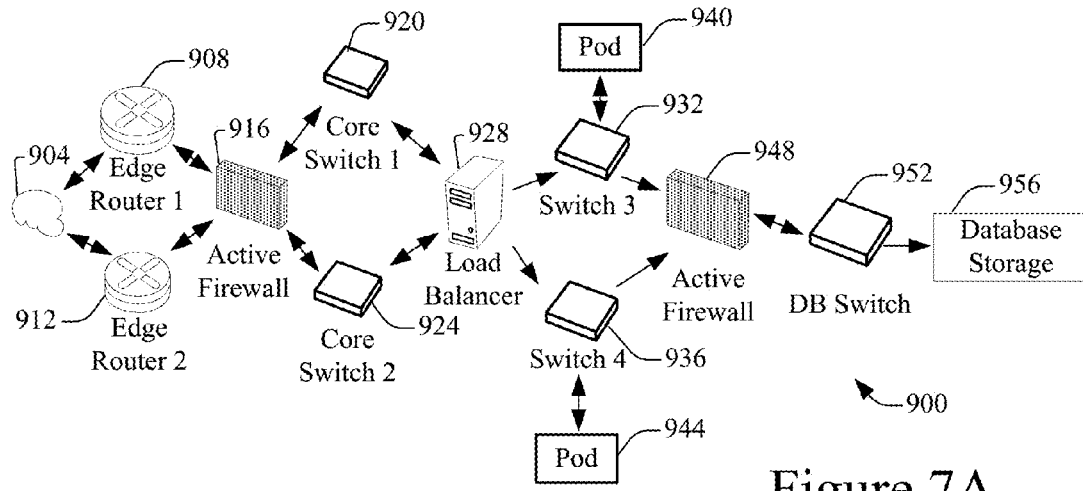 920
940
Pod
908
932
916
Core
Switch 1
928
948
904
Edge
Router 1
952
956
Switch 3
Database
Storage
Active
Firewall
Load
Balancer
Active
Firewall
DB Switch
912
Edge
Router 2
924
Core
Switch 2
Switch 4
936
900
944
Pod
Figure 7A